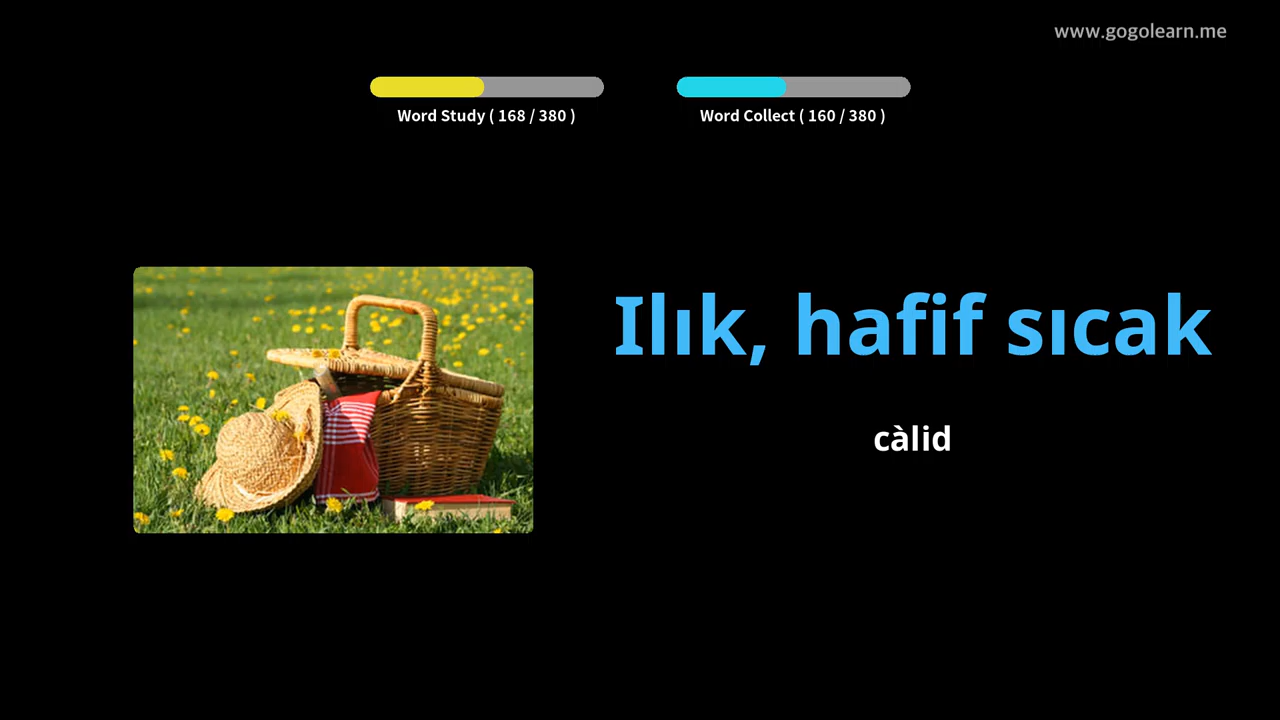 www.gogolearn.me
Word Study ( 168 / 380 )
Word Collect ( 160 / 380 )
Ilık, hafif sıcak
càlid